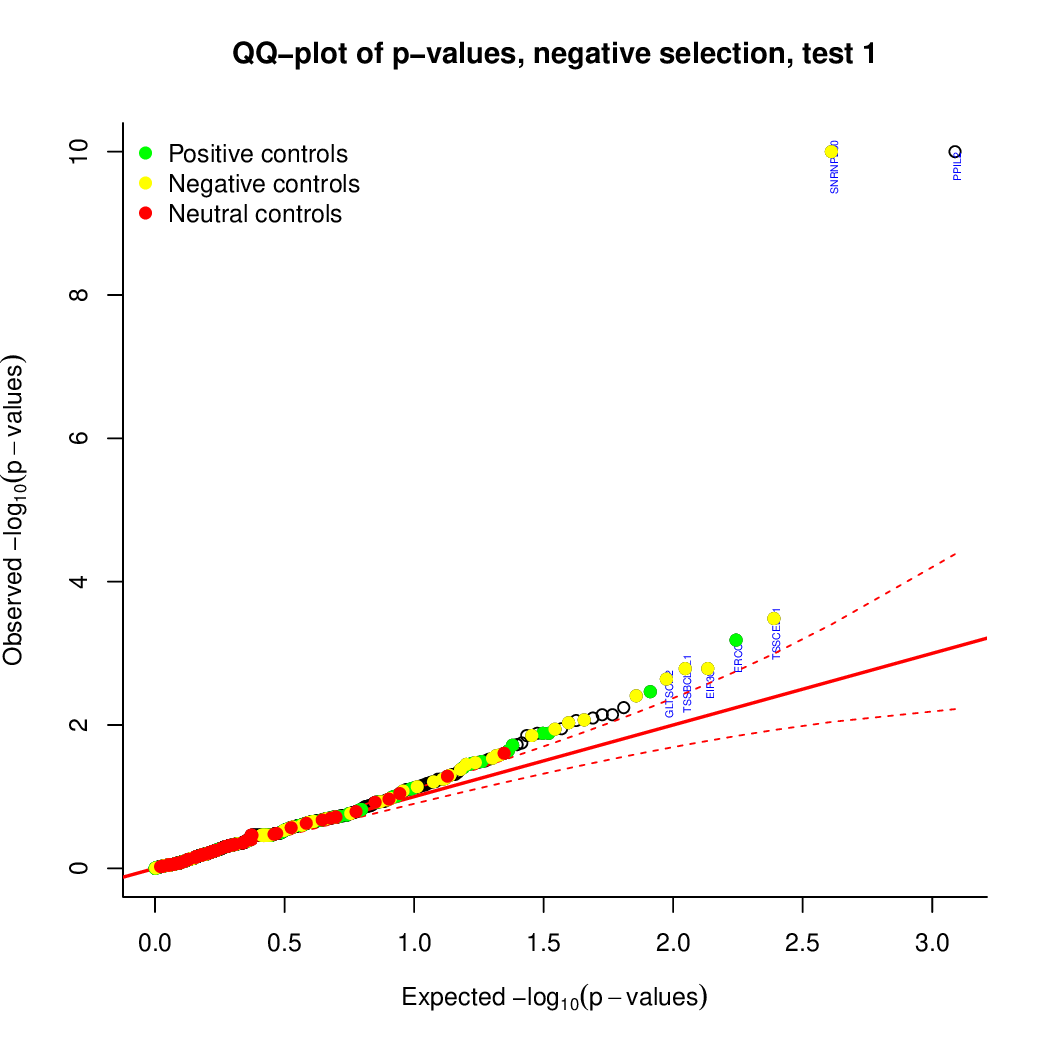 QQ−plot of p−values, negative selection, test 1
Positive controls
Negative controls
Neutral controls
Observed −log10(p − values)
10
8
6
4
2
0
0.0 0.5 1.0 1.5 2.0 2.5 3.0
Expected −log10(p − values)